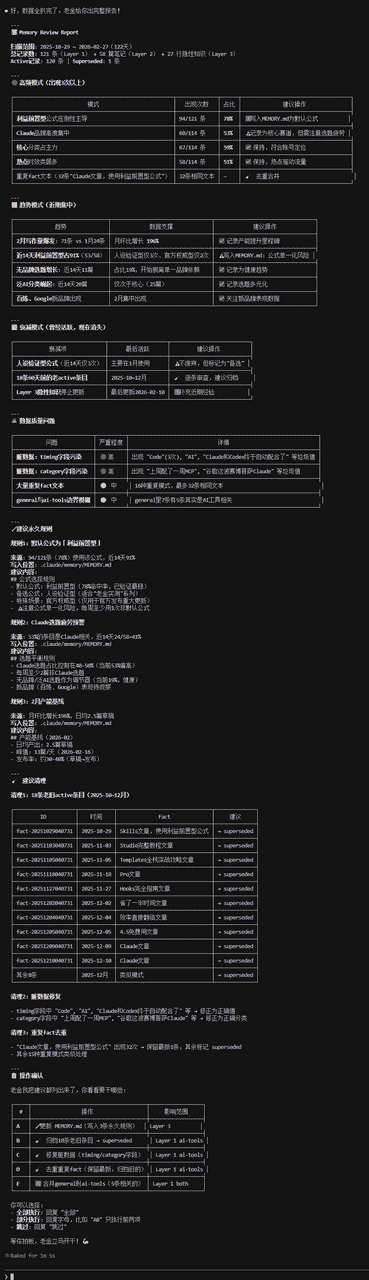 ● 好，数据全扒完了。老金给你出完整报告！
---
Memory Review Report
扫描范围：2025-10-29 ~ 2026-02-27（122天）
总记录数：121 条（Layer 1）+ 58 篇笔记（Layer 2）+ 27 行隐性知识（Layer 3）
Active记录：120 条 | Superseded：1 条
---
高频模式（出现3次以上）
模式 出现次数 占比 建议操作
利益前置型公式压倒性主导 94/121 条 78% 写入MEMORY.md为默认公式
Claude品牌高度集中 60/114 条 53% 记录为核心赛道，但需注意选题疲劳
核心分类占主力 67/114 条 59% 保持，符合账号定位
热点时效类居多 58/114 条 51% 保持，热点驱动流量
重复fact文本（32条"Claude文章，使用利益前置型公式"） 32条相同文本 — 去重合并
---
趋势模式（近期集中）
趋势 数据支撑 建议操作
2月写作量爆发：71条 vs 1月24条 月环比增长 196% 记录产能提升里程碑
近14天利益前置型占91%（53/58） 人设验证型仅3次、官方权威型仅2次 写入MEMORY.md：公式单一化风险
无品牌选题增长：近14天11篇 占比19%，开始脱离单一品牌依赖 记录为健康趋势
泛AI分类崛起：近14天20篇 仅次于核心（25篇） 记录选题多元化
百炼、Google新品牌出现 2月集中出现 关注新品牌表现数据
---
衰减模式（曾经活跃，现在消失）
衰减项 最后活跃 建议操作
人设验证型公式（近14天仅3次） 主要在1月使用 不废弃，但标记为"备选"
18条60天前的老active条目 2025-10~12月 逐条审查，建议归档
Layer 3隐性知识停止更新 最后更新2026-02-10 补充近期经验
---
数据质量问题
问题 严重程度 详情
脏数据：timing字段污染 高 出现 "Code"(1次), "AI", "Claude和Codex终于自动配合了" 等垃圾值
脏数据：category字段污染 高 出现 "上周配了一周MCP", "谷歌这波赛博菩萨Claude" 等垃圾值
大量重复fact文本 中 16种重复模式，最多32条相同文本
general与ai-tools边界模糊 中 general里7条有5条其实是AI工具相关
---
建议永久规则
规则1：默认公式为「利益前置型」
来源：94/121条（78%）使用该公式，近14天91%
写入位置：.claude/memory/MEMORY.md
建议内容：
## 公式选择规则
- 默认公式：利益前置型（78%命中率，已验证最稳）
- 备选公式：人设验证型（适合"老金实测"系列）
- 特殊场景：官方权威型（仅用于官方发布重大更新）
- 注意公式单一化风险，每周至少用1次非默认公式
规则2：Claude选题疲劳预警
来源：53%的条目是Claude相关，近14天24/58=41%
写入位置：.claude/memory/MEMORY.md
建议内容：
## 选题平衡规则
- Claude选题占比控制在40-50%（当前53%偏高）
- 每周至少2篇非Claude选题
- 无品牌/泛AI选题作为调节器（当前19%，健康）
- 新品牌（百炼、Google）表现待观察
规则3：2月产能基线
来源：月环比增长196%，日均2.5篇草稿
写入位置：.claude/memory/MEMORY.md
建议内容：
## 产能基线（2026-02）
- 日均产出：2.5篇草稿
- 峰值：13篇/天（2026-02-16）
- 发布率：约30-40%（草稿→发布）
---
建议清理
清理1：18条老旧active条目（2025-10~12月）
ID 时间 Fact 建议
fact-20251029040731 2025-10-29 Skills文章，使用利益前置型公式 → superseded
fact-20251103040731 2025-11-03 Studio完整教程文章 → superseded
fact-20251105040731 2025-11-05 Templates全栈实战攻略文章 → superseded
fact-20251118040731 2025-11-18 Pro文章 → superseded
fact-20251127040731 2025-11-27 Hooks完全指南文章 → superseded
fact-20251202040731 2025-12-02 省了一半时间文章 → superseded
fact-20251204040731 2025-12-04 效率直接翻倍文章 → superseded
fact-20251205040731 2025-12-05 4.5免费用文章 → superseded
fact-20251209040731 2025-12-09 Claude文章 → superseded
fact-20251210040731 2025-12-10 Claude文章 → superseded
其余8条 2025-12月 类似模式 → superseded
清理2：脏数据修复
- timing字段中 "Code", "AI", "Claude和Codex终于自动配合了" 等 → 修正为正确值
- category字段中 "上周配了一周MCP", "谷歌这波赛博菩萨Claude" 等 → 修正为正确分类
清理3：重复fact去重
- "Claude文章，使用利益前置型公式" 出现32次 → 保留最新1条，其余标记 superseded
- 其余15种重复模式类似处理
---
操作确认
老金我把建议都列出来了，你看看要干哪些：
# 操作 影响范围
A 更新 MEMORY.md（写入3条永久规则） Layer 3
B 归档18条老旧条目 → superseded Layer 1 ai-tools
C 修复脏数据（timing/category字段） Layer 1 ai-tools
D 去重重复fact（保留最新，归档旧的） Layer 1 ai-tools
E 合并general到ai-tools（5条相关的） Layer 1 both
你可以选择：
- 全部执行：回复 "全部"
- 部分执行：回复字母，比如 "AB" 只执行前两项
- 跳过：回复 "跳过"
等你拍板，老金立马开干！
Baked for 1m 5s
❯